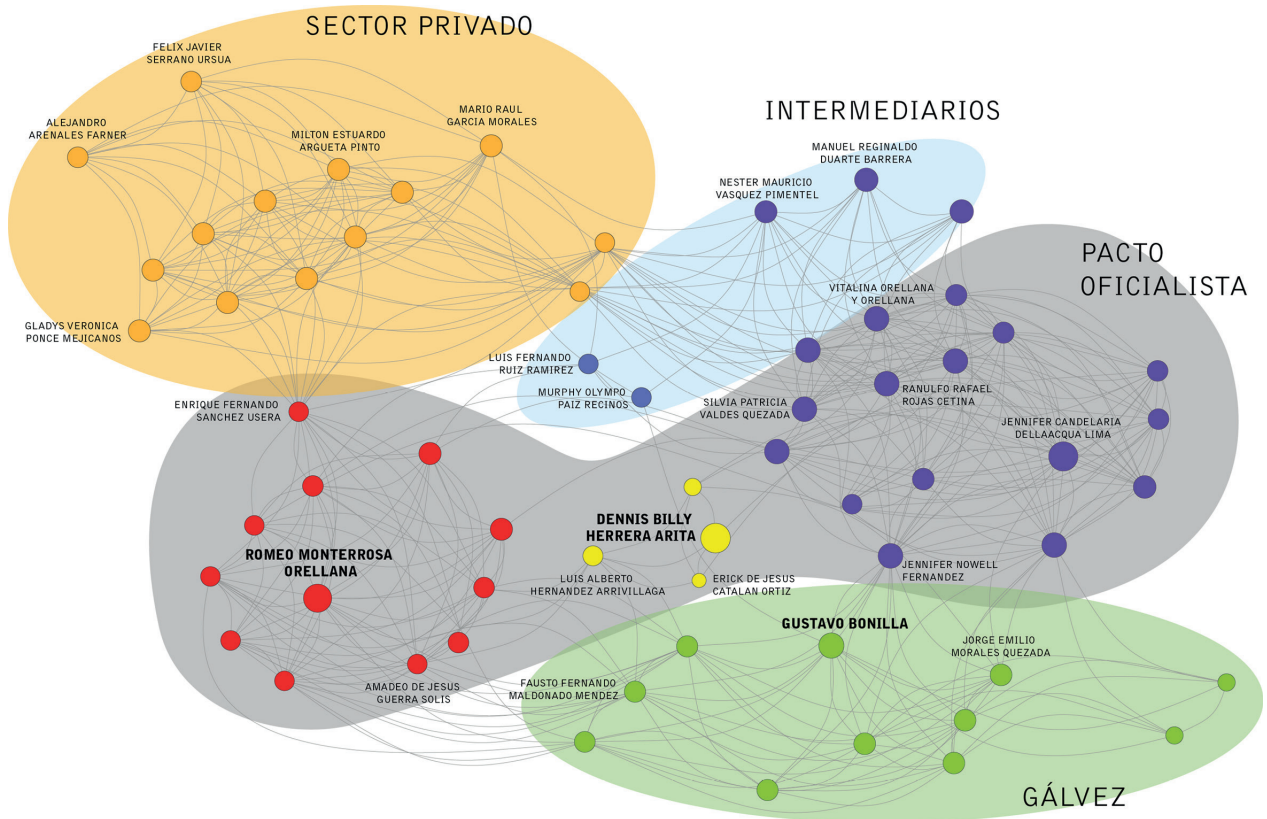 SECTOR PRIVADO
FELIX JAVIER
SERRANO URSUA
ALEJANDRO
ARENALES FARNER
MILTON ESTUARDO
ARGUETA PINTO
MARIO RAUL
GARCIA MORALES
GLADYS VERONICA
PONCE MEJICANOS
INTERMEDIARIOS
MANUEL REGINALDO
DUARTE BARRERA
NESTER MAURICIO
VASQUEZ PIMENTEL
PACTO
OFICIALISTA
VITALINA ORELLANA
Y ORELLANA
LUIS FERNANDO
RUIZ RAMIREZ
MURPHY OLYMPO
PAIZ RECINOS
SILVIA PATRICIA
VALDES QUEZADA
RANULFO RAFAEL
ROJAS CETINA
JENNIFER CANDELARIA
DELLAACQUA LIMA
ENRIQUE FERNANDO
SANCHEZ USERA
ROMEO MONTERROSA
ORELLANA
DENNIS BILLY
HERRERA ARITA
LUIS ALBERTO
HERNANDEZ ARRIVILLAGA
ERICK DE JESUS
CATALAN ORTIZ
JENNIFER NOWELL
FERNANDEZ
AMADEO DE JESUS
GUERRA SOLIS
GUSTAVO BONILLA
JORGE EMILIO
MORALES QUEZADA
FAUSTO FERNANDO
MALDONADO MENDEZ
GÁLVEZ